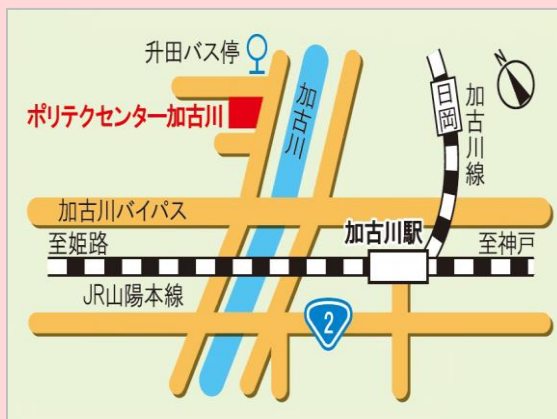 升田バス停
N
ポリテクセンター加古川
加古川
日岡
加古川線
加古川バイパス
至姫路
加古川駅
至神戸
JR山陽本線
2